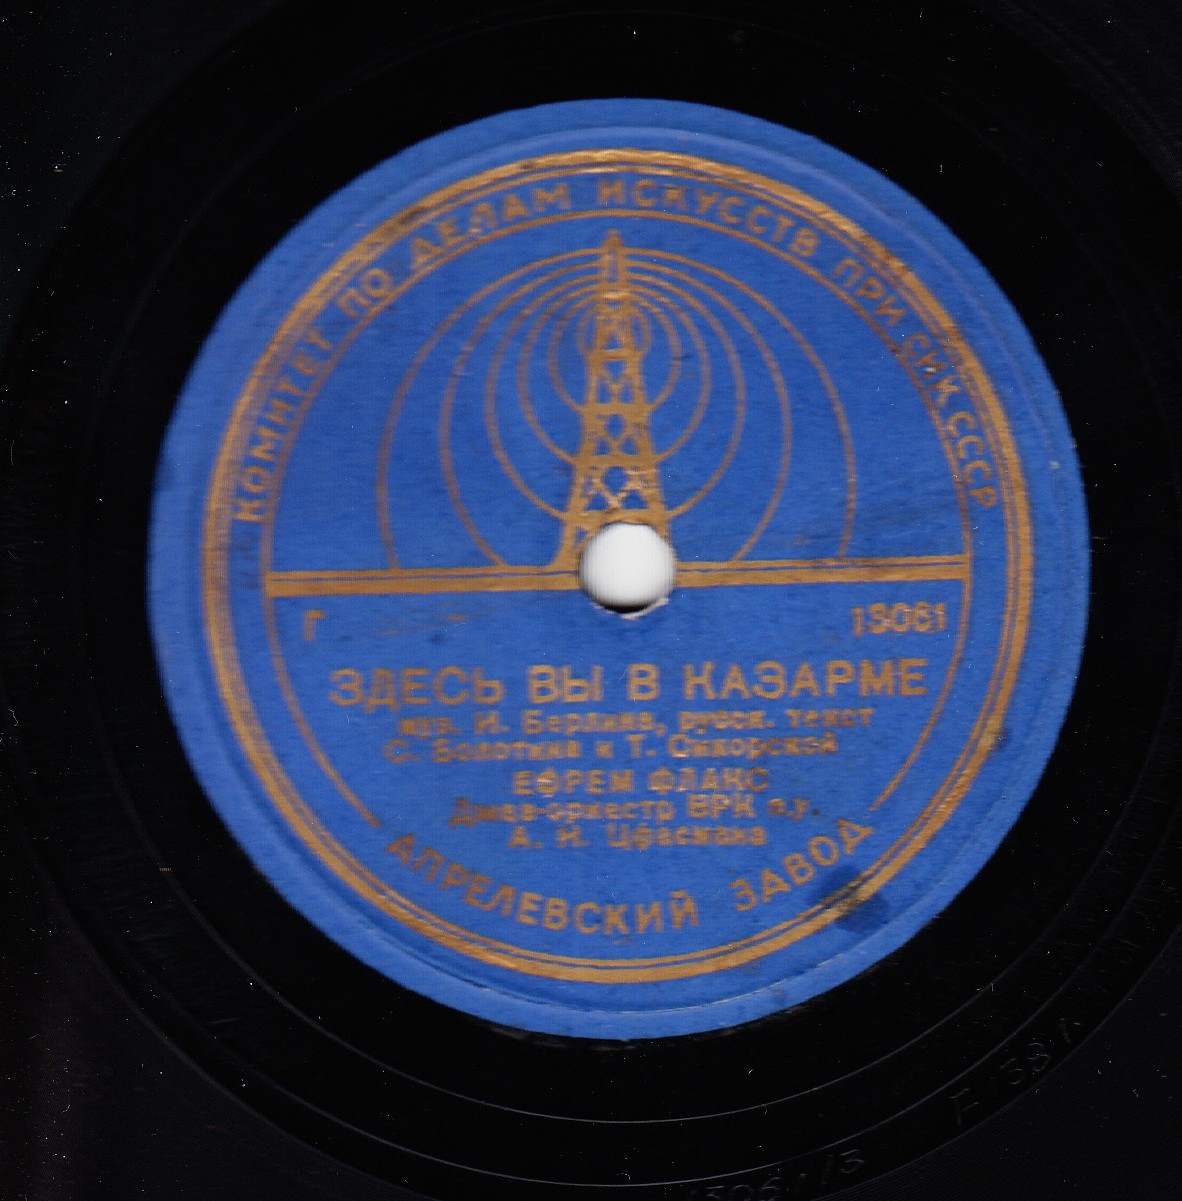 КОМИТЕТ ПО ДЕЛАМ ИСКУССТВ ПРИ СНК СССР
Г 13061
ЗДЕСЬ ВЫ В КАЗАРМЕ
муз. И. Берлина, русск. текст
С. Болотина и Т. Сикорской
ЕФРЕМ ФЛАКС
Джаз-оркестр ВРК п.у.
А. Н. Цфасмана
АПРЕЛЕВСКИЙ ЗАВОД